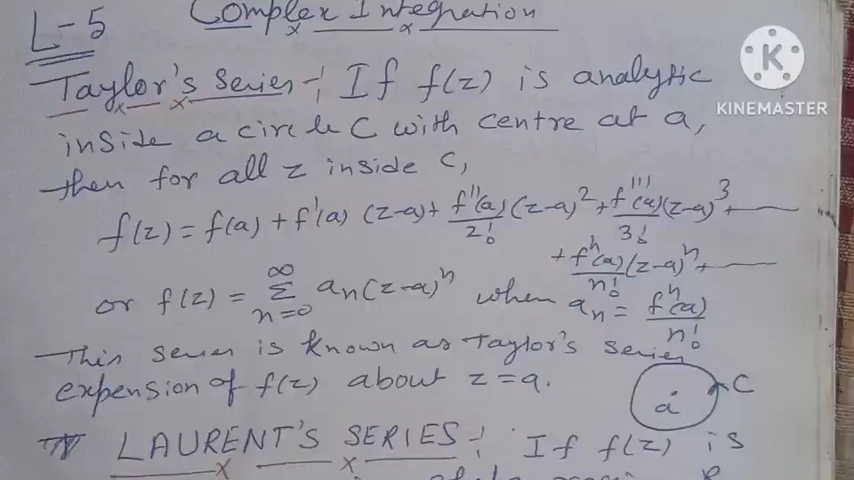 L-5 Complex Integration
K
KINEMASTER
Taylor's Series -: If f(z) is analytic
inside a circle C with centre at a,
then for all z inside C,
f(z) = f(a) + f'(a) (z-a) + f''(a)/2! (z-a)^2 + f'''(a)/3! (z-a)^3 + ——
+ f^n(a)/n! (z-a)^n + ——
or f(z) = ∞Σn=0 a_n (z-a)^n when a_n = f^n(a)/n!
This series is known as Taylor's series
expension of f(z) about z = a.
a C
LAURENT'S SERIES -: If f(z) is